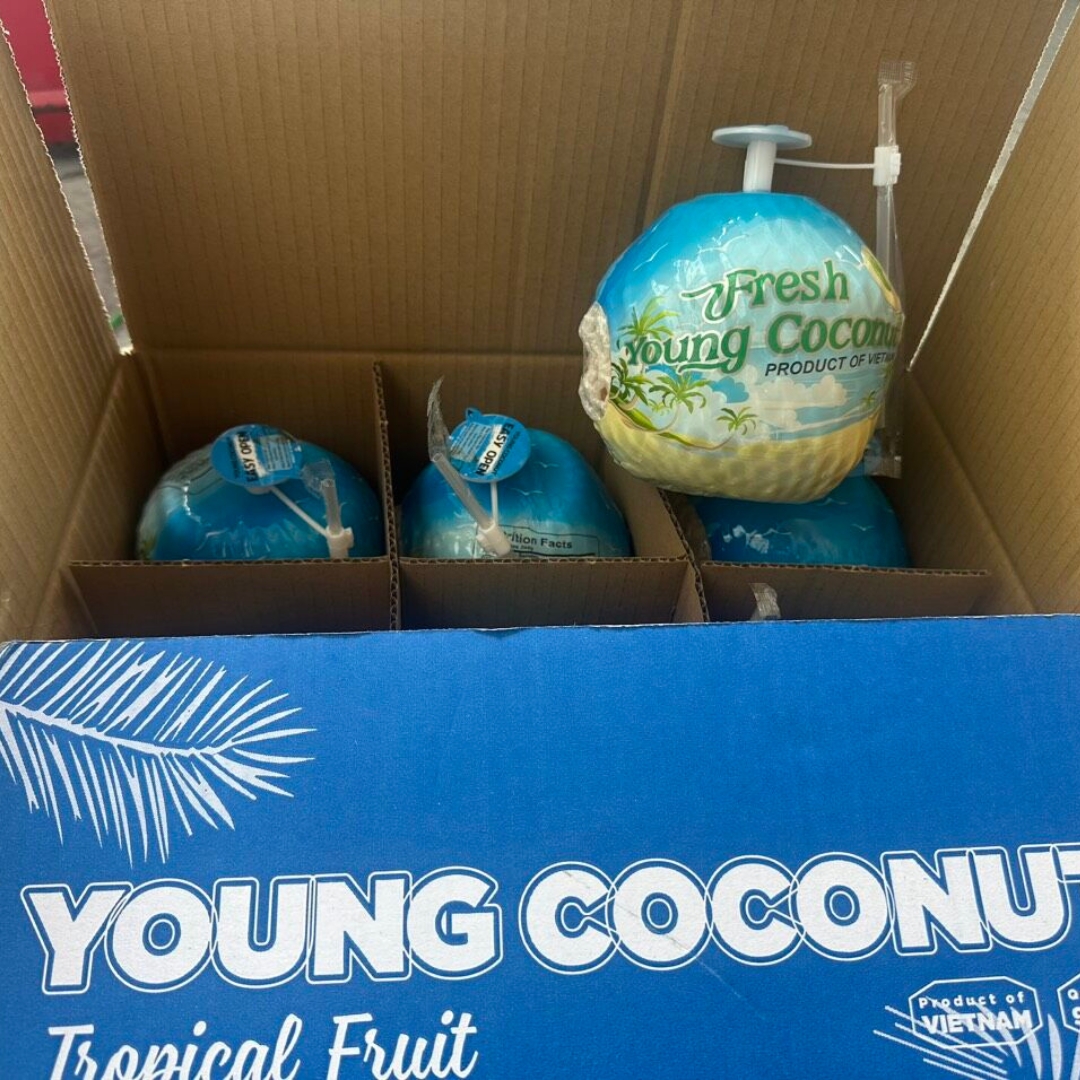 Fresh
Young Coconut
PRODUCT OF VIETNAM
EASY OPEN
EASY OPEN
Nutrition Facts
YOUNG COCONUT
Tropical Fruit
Product of
VIETNAM